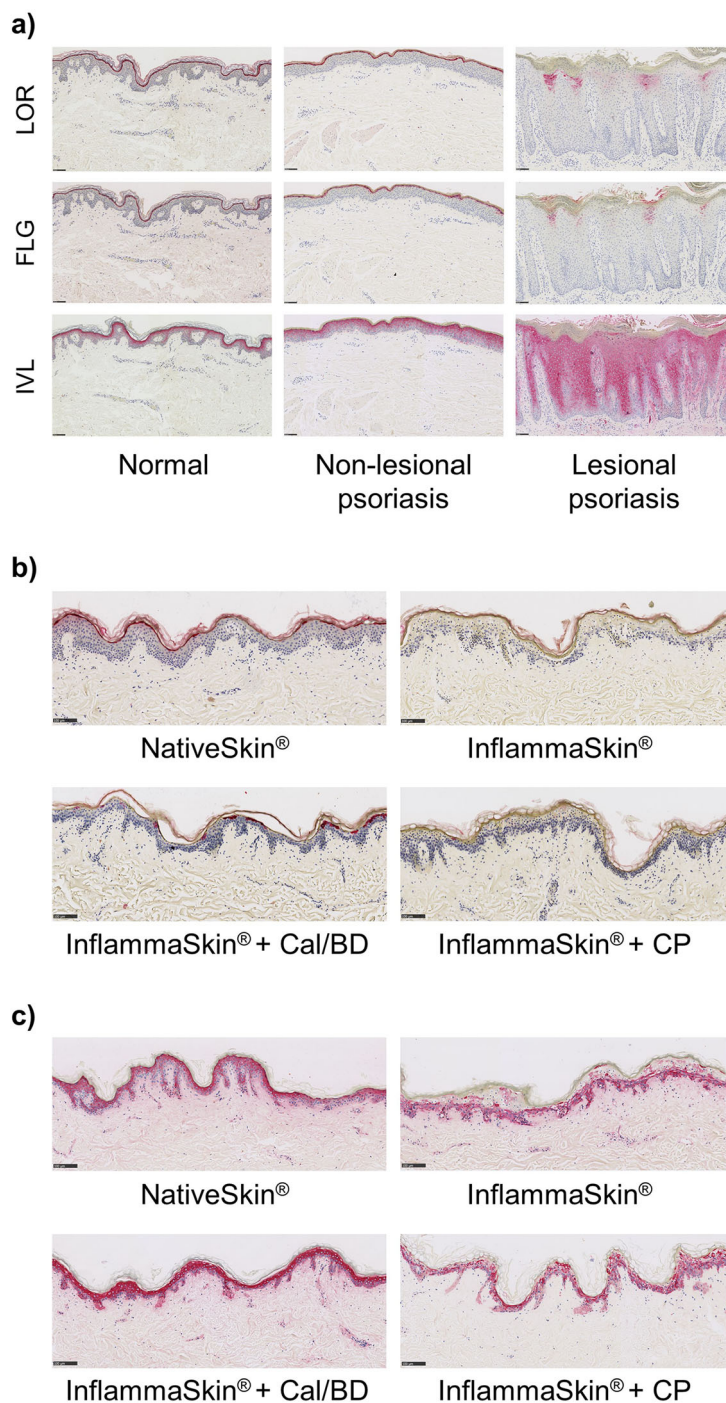 a)
LOR
FLG
IVL
Normal
Non-lesional
psoriasis
Lesional
psoriasis
b)
NativeSkin®
InflammaSkin®
InflammaSkin® + Cal/BD
InflammaSkin® + CP
c)
NativeSkin®
InflammaSkin®
InflammaSkin® + Cal/BD
InflammaSkin® + CP